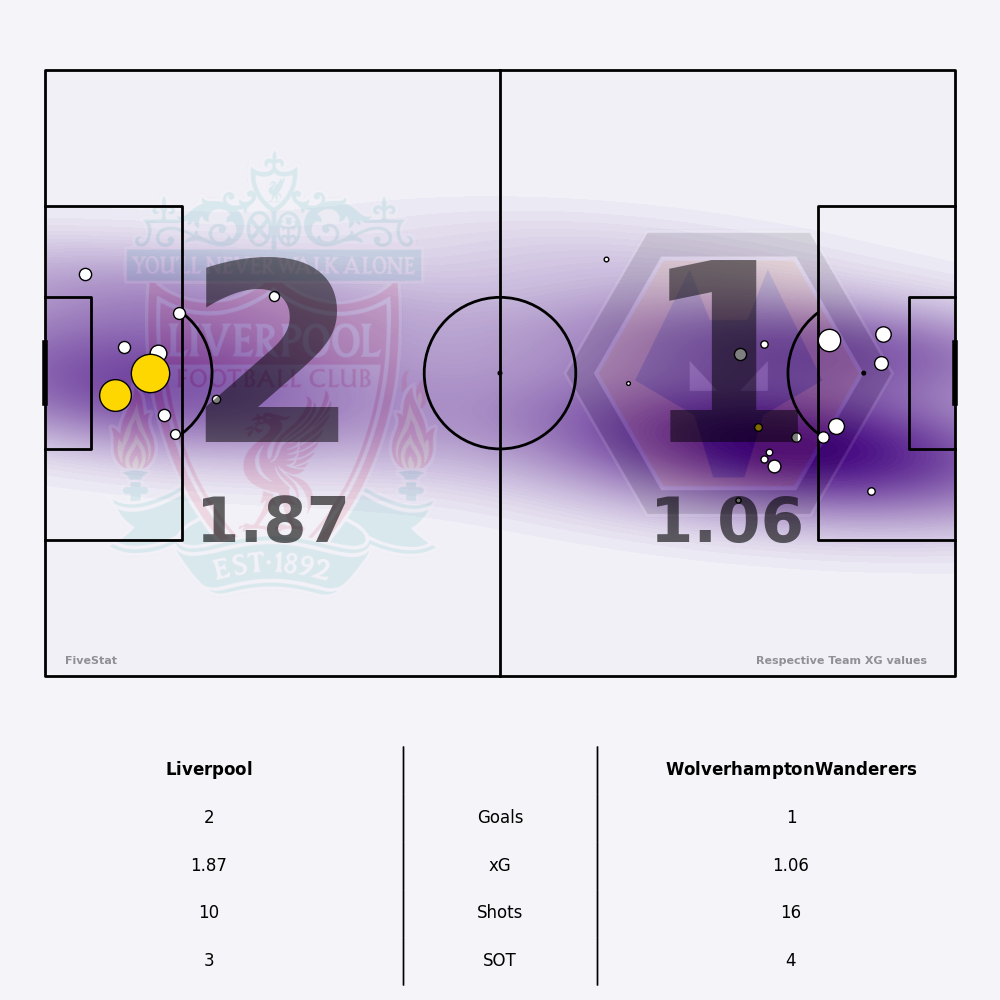 YOU'LL NEVER WALK ALONE
2
1
LIVERPOOL
FOOTBALL CLUB
1.87
1.06
EST·1892
FiveStat
Respective Team XG values
Liverpool
WolverhamptonWanderers
2
Goals
1
1.87
xG
1.06
10
Shots
16
3
SOT
4